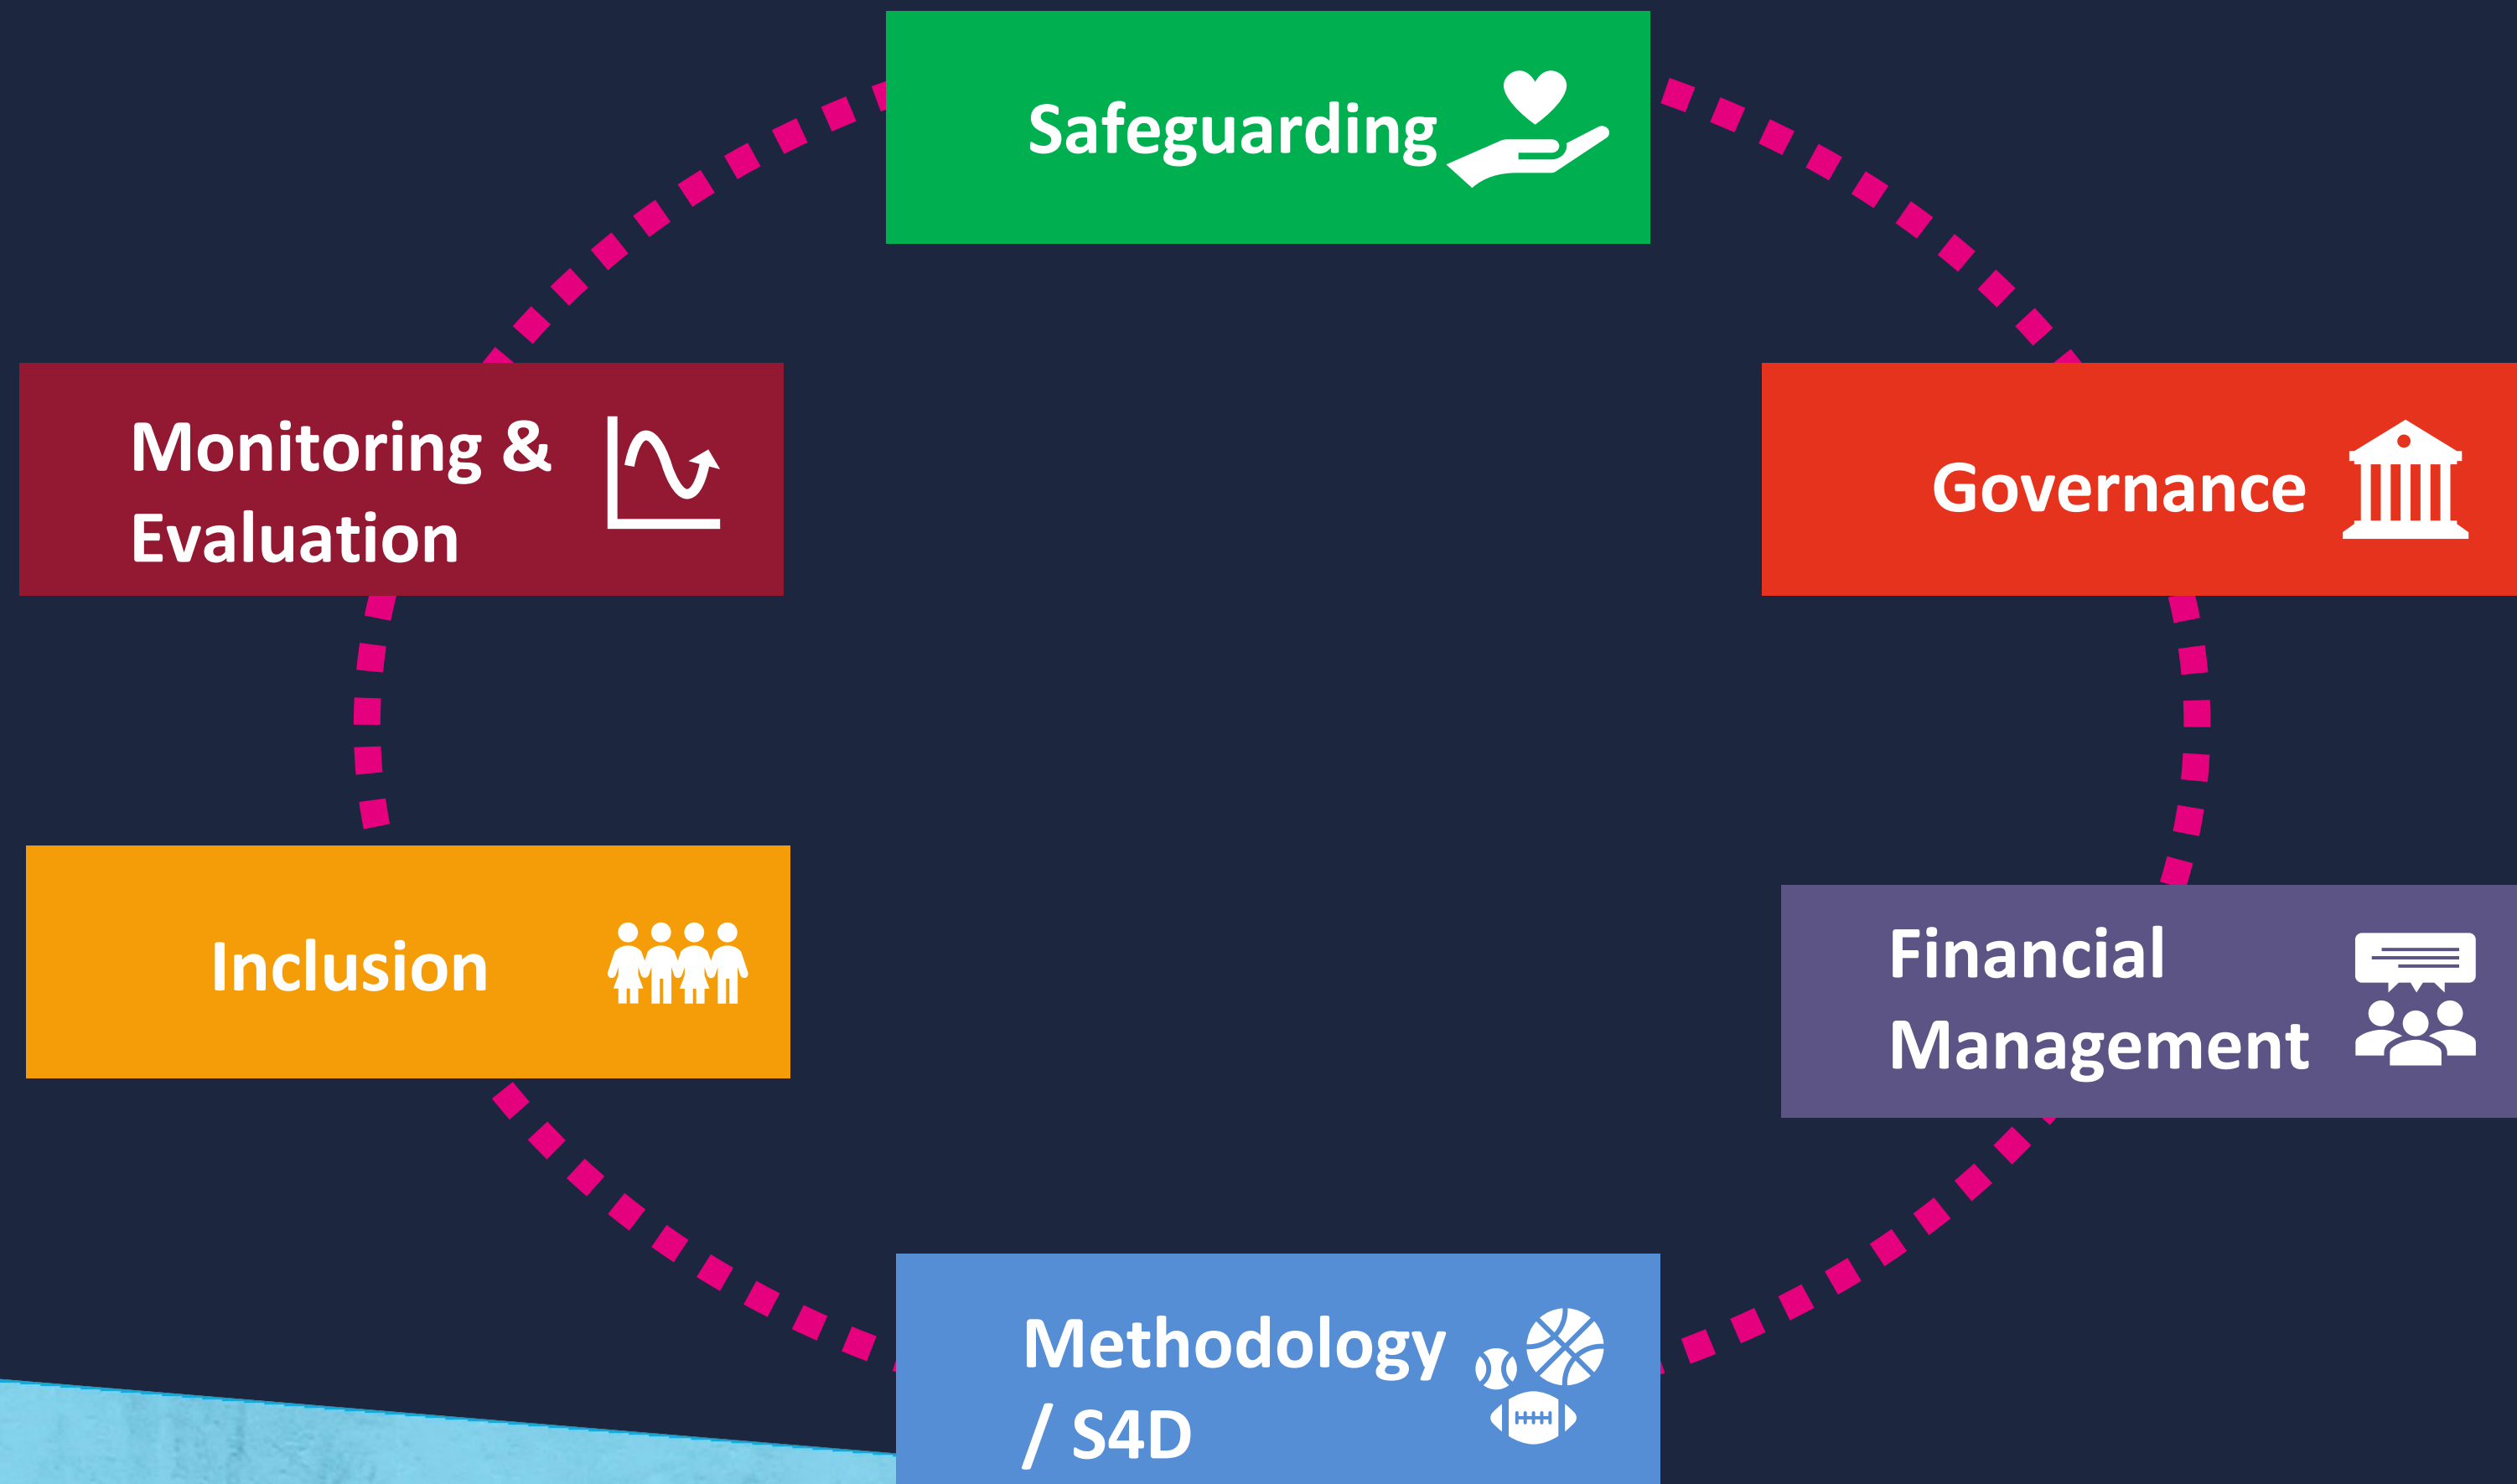 Safeguarding
Monitoring &
Evaluation
Governance
Inclusion
Financial
Management
Methodology
/ S4D